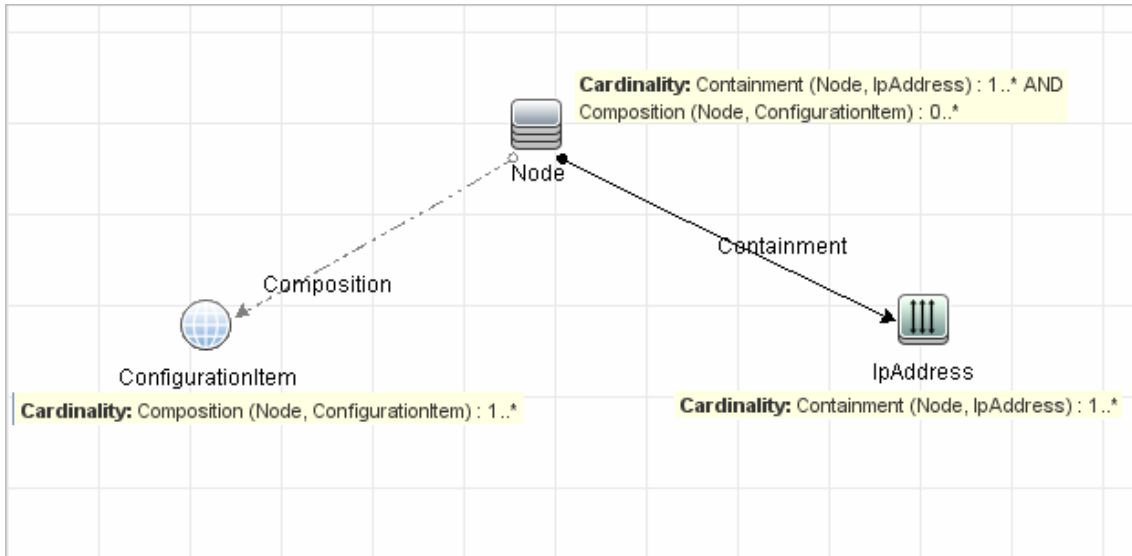 Cardinality: Containment (Node, IpAddress) : 1..* AND
Composition (Node, ConfigurationItem) : 0..*
Node
Containment
Composition
ConfigurationItem
IpAddress
Cardinality: Composition (Node, ConfigurationItem) : 1..*
Cardinality: Containment (Node, IpAddress) : 1..*